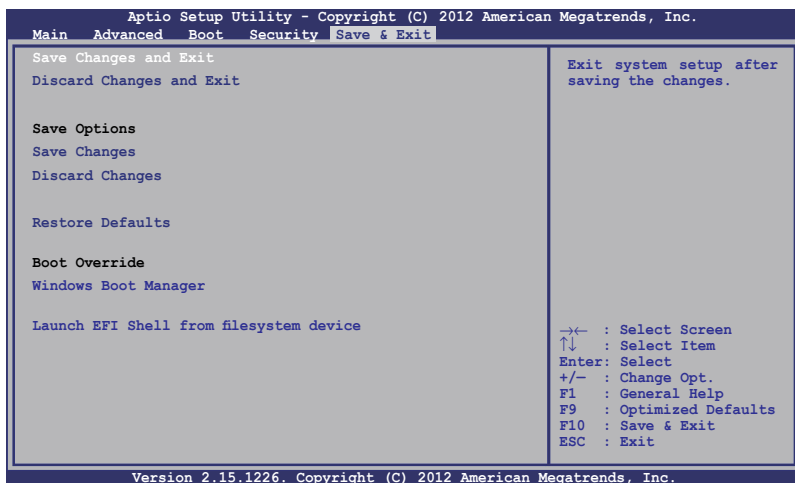 Aptio Setup Utility - Copyright (C) 2012 American Megatrends, Inc.
Main Advanced Boot Security Save & Exit
Save Changes and Exit
Discard Changes and Exit
Save Options
Save Changes
Discard Changes
Restore Defaults
Boot Override
Windows Boot Manager
Launch EFI Shell from filesystem device
Exit system setup after
saving the changes.
→← : Select Screen
↑↓ : Select Item
Enter: Select
+/— : Change Opt.
F1 : General Help
F9 : Optimized Defaults
F10 : Save & Exit
ESC : Exit
Version 2.15.1226. Copyright (C) 2012 American Megatrends, Inc.